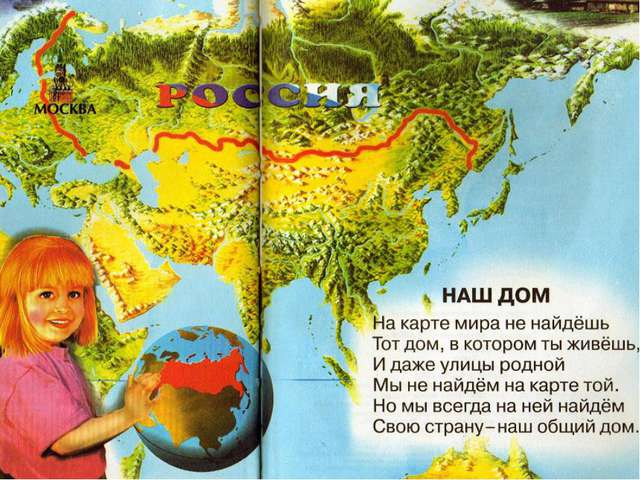 МОСКВА
РОССИЯ
НАШ ДОМ
На карте мира не найдёшь
Тот дом, в котором ты живёшь,
И даже улицы родной
Мы не найдём на карте той.
Но мы всегда на ней найдём
Свою страну–наш общий дом.